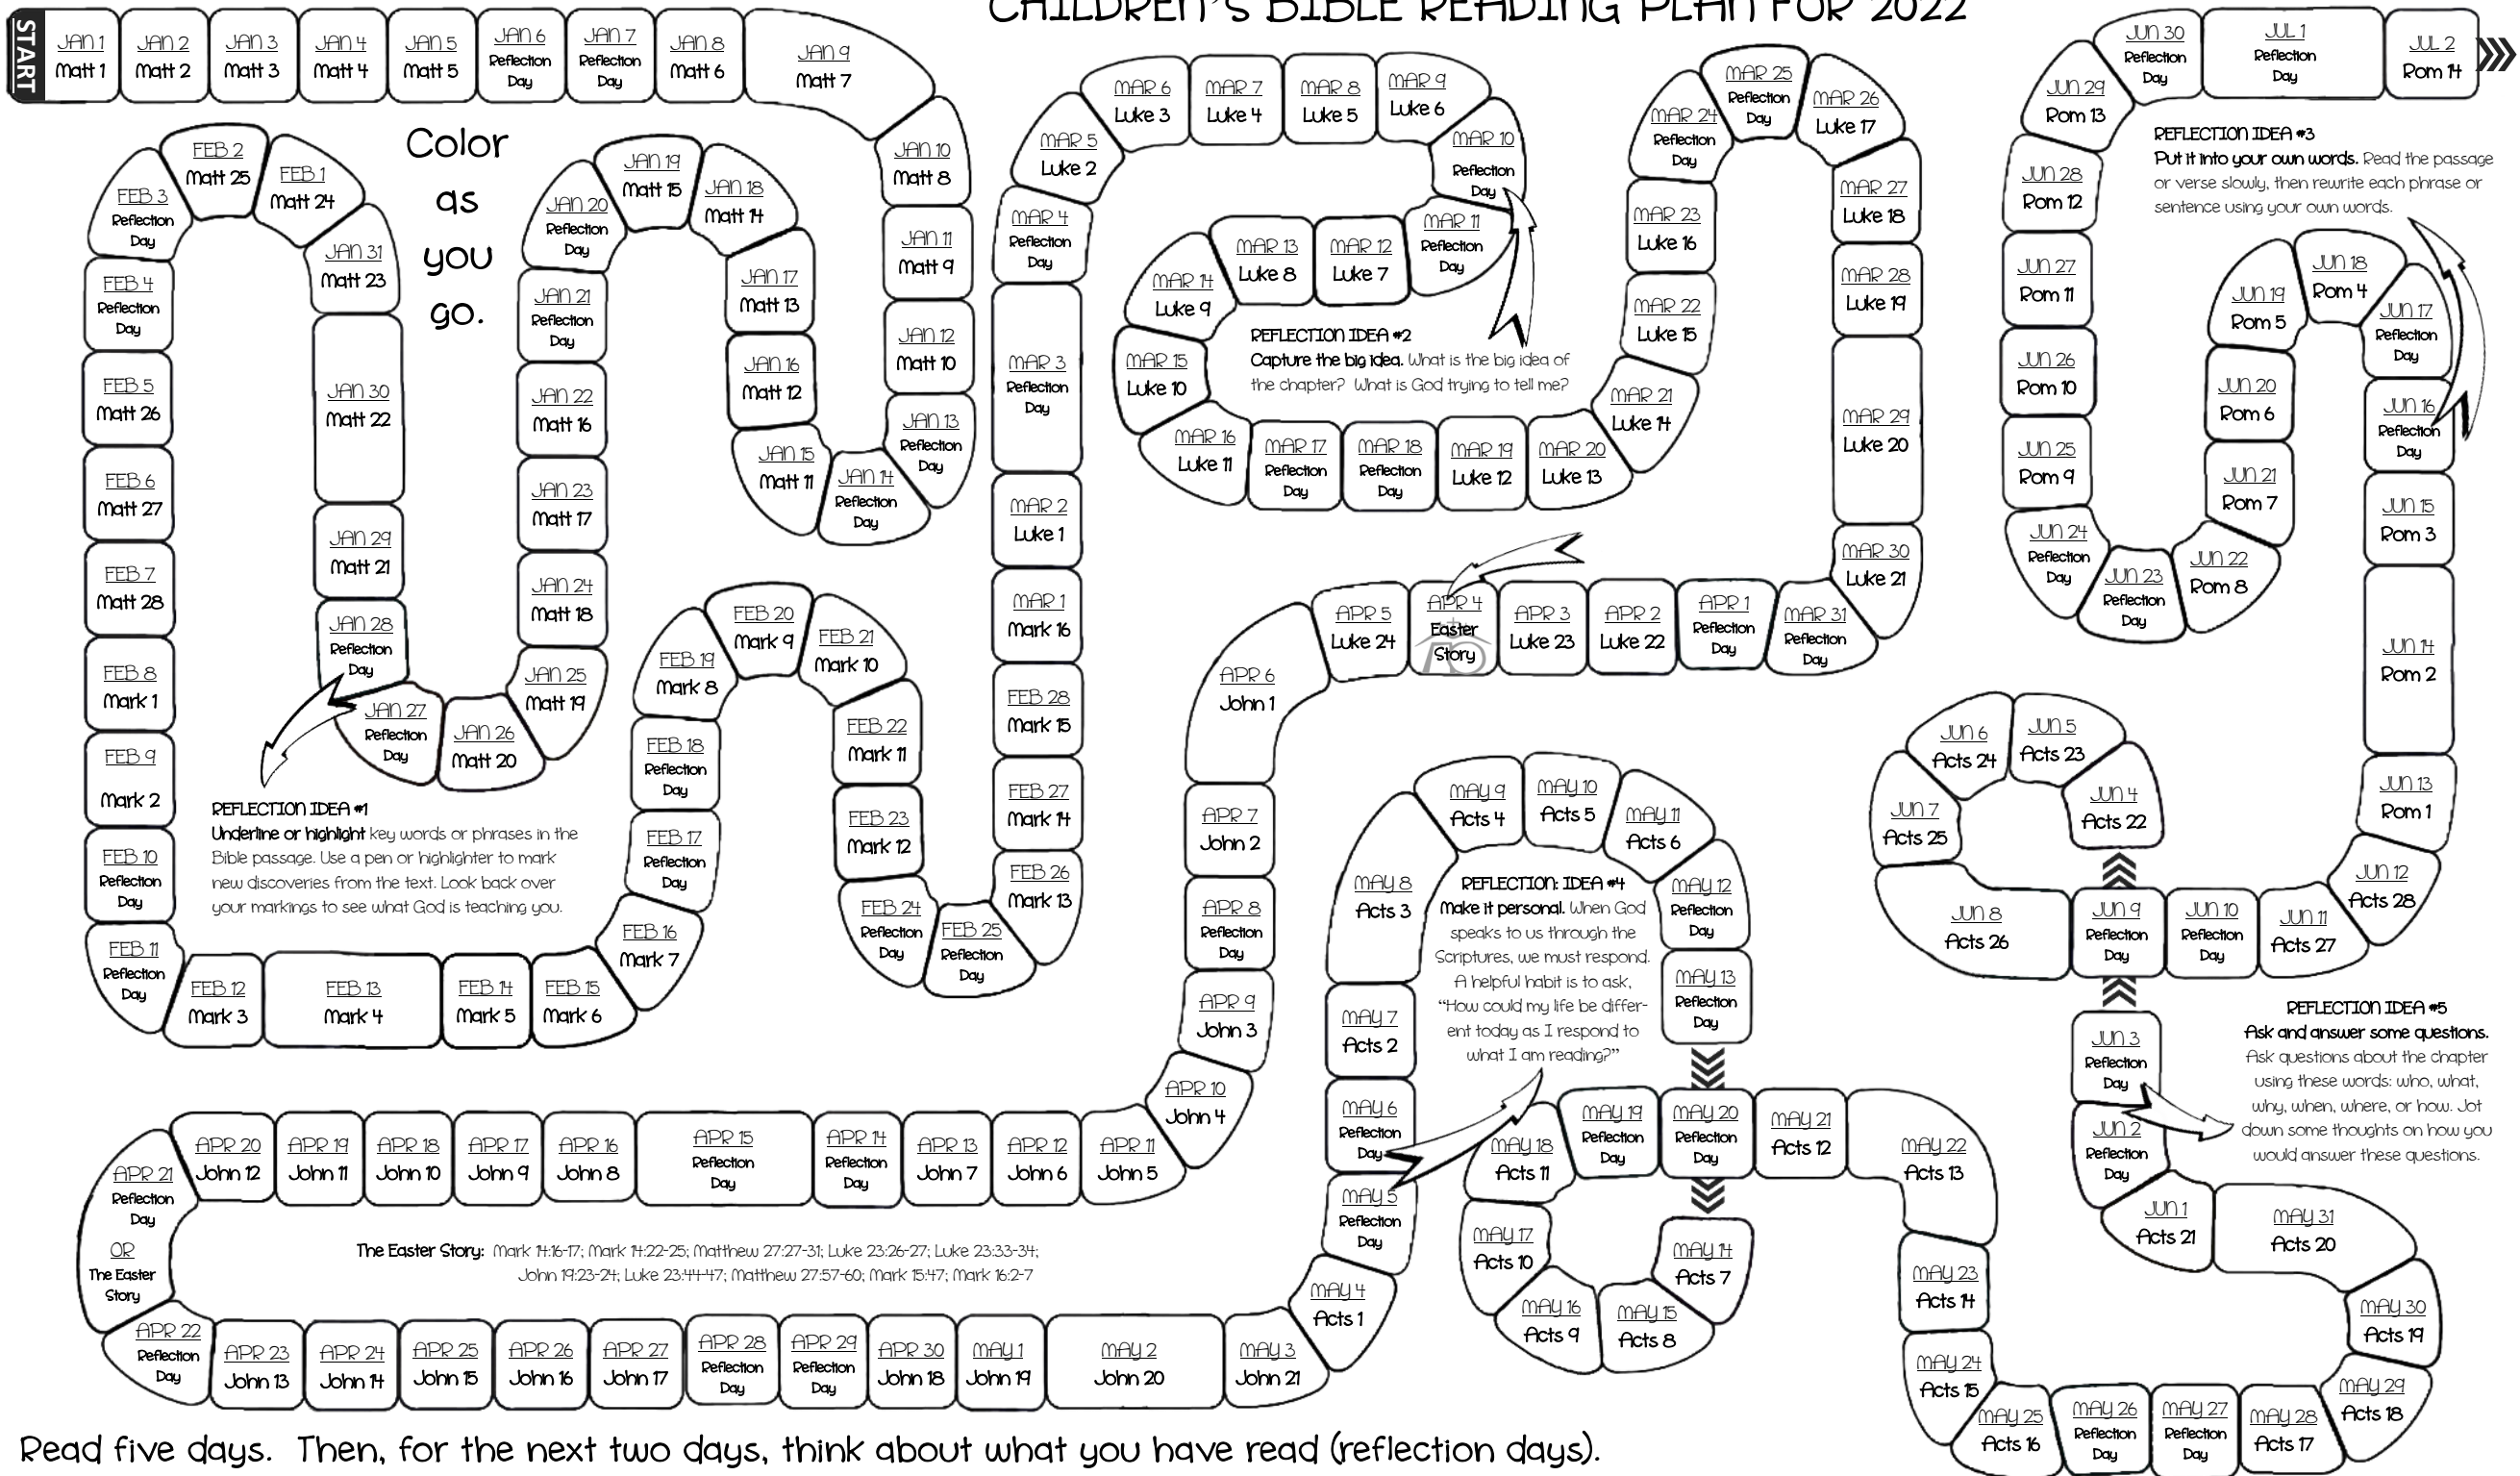 CHILDREN'S BIBLE READING PLAN FOR 2022
START
JAN 1
Matt 1
JAN 2
Matt 2
JAN 3
Matt 3
JAN 4
Matt 4
JAN 5
Matt 5
JAN 6
Reflection
Day
JAN 7
Reflection
Day
JAN 8
Matt 6
JAN 9
Matt 7
JAN 10
Matt 8
JAN 11
Matt 9
JAN 12
Matt 10
JAN 13
Reflection
Day
JAN 14
Reflection
Day
JAN 15
Matt 11
JAN 16
Matt 12
JAN 17
Matt 13
JAN 18
Matt 14
JAN 19
Matt 15
JAN 20
Reflection
Day
JAN 21
Reflection
Day
JAN 22
Matt 16
JAN 23
Matt 17
JAN 24
Matt 18
JAN 25
Matt 19
JAN 26
Matt 20
JAN 27
Reflection
Day
JAN 28
Reflection
Day
JAN 29
Matt 21
JAN 30
Matt 22
JAN 31
Matt 23
FEB 1
Matt 24
FEB 2
Matt 25
FEB 3
Reflection
Day
FEB 4
Reflection
Day
FEB 5
Matt 26
FEB 6
Matt 27
FEB 7
Matt 28
FEB 8
Mark 1
FEB 9
Mark 2
FEB 10
Reflection
Day
FEB 11
Reflection
Day
FEB 12
Mark 3
FEB 13
Mark 4
FEB 14
Mark 5
FEB 15
Mark 6
FEB 16
Mark 7
FEB 17
Reflection
Day
FEB 18
Reflection
Day
FEB 19
Mark 8
FEB 20
Mark 9
FEB 21
Mark 10
FEB 22
Mark 11
FEB 23
Mark 12
FEB 24
Reflection
Day
FEB 25
Reflection
Day
FEB 26
Mark 13
FEB 27
Mark 14
FEB 28
Mark 15
MAR 1
Mark 16
MAR 2
Luke 1
MAR 3
Reflection
Day
MAR 4
Reflection
Day
MAR 5
Luke 2
MAR 6
Luke 3
MAR 7
Luke 4
MAR 8
Luke 5
MAR 9
Luke 6
MAR 10
Reflection
Day
MAR 11
Reflection
Day
MAR 12
Luke 7
MAR 13
Luke 8
MAR 14
Luke 9
MAR 15
Luke 10
MAR 16
Luke 11
MAR 17
Reflection
Day
MAR 18
Reflection
Day
MAR 19
Luke 12
MAR 20
Luke 13
MAR 21
Luke 14
MAR 22
Luke 15
MAR 23
Luke 16
MAR 24
Reflection
Day
MAR 25
Reflection
Day
MAR 26
Luke 17
MAR 27
Luke 18
MAR 28
Luke 19
MAR 29
Luke 20
MAR 30
Luke 21
MAR 31
Reflection
Day
APR 1
Reflection
Day
APR 2
Luke 22
APR 3
Luke 23
APR 4
Easter
Story
APR 5
Luke 24
APR 6
John 1
APR 7
John 2
APR 8
Reflection
Day
APR 9
John 3
APR 10
John 4
APR 11
John 5
APR 12
John 6
APR 13
John 7
APR 14
Reflection
Day
APR 15
Reflection
Day
APR 16
John 8
APR 17
John 9
APR 18
John 10
APR 19
John 11
APR 20
John 12
APR 21
Reflection
Day
OR
The Easter
Story
APR 22
Reflection
Day
APR 23
John 13
APR 24
John 14
APR 25
John 15
APR 26
John 16
APR 27
John 17
APR 28
Reflection
Day
APR 29
Reflection
Day
APR 30
John 18
MAY 1
John 19
MAY 2
John 20
MAY 3
John 21
MAY 4
Acts 1
MAY 5
Reflection
Day
MAY 6
Reflection
Day
MAY 7
Acts 2
MAY 8
Acts 3
MAY 9
Acts 4
MAY 10
Acts 5
MAY 11
Acts 6
MAY 12
Reflection
Day
MAY 13
Reflection
Day
MAY 14
Acts 7
MAY 15
Acts 8
MAY 16
Acts 9
MAY 17
Acts 10
MAY 18
Acts 11
MAY 19
Reflection
Day
MAY 20
Reflection
Day
MAY 21
Acts 12
MAY 22
Acts 13
MAY 23
Acts 14
MAY 24
Acts 15
MAY 25
Acts 16
MAY 26
Reflection
Day
MAY 27
Reflection
Day
MAY 28
Acts 17
MAY 29
Acts 18
MAY 30
Acts 19
MAY 31
Acts 20
JUN 1
Acts 21
JUN 2
Reflection
Day
JUN 3
Reflection
Day
JUN 4
Acts 22
JUN 5
Acts 23
JUN 6
Acts 24
JUN 7
Acts 25
JUN 8
Acts 26
JUN 9
Reflection
Day
JUN 10
Reflection
Day
JUN 11
Acts 27
JUN 12
Acts 28
JUN 13
Rom 1
JUN 14
Rom 2
JUN 15
Rom 3
JUN 16
Reflection
Day
JUN 17
Reflection
Day
JUN 18
Rom 4
JUN 19
Rom 5
JUN 20
Rom 6
JUN 21
Rom 7
JUN 22
Rom 8
JUN 23
Reflection
Day
JUN 24
Reflection
Day
JUN 25
Rom 9
JUN 26
Rom 10
JUN 27
Rom 11
JUN 28
Rom 12
JUN 29
Rom 13
JUN 30
Reflection
Day
JUL 1
Reflection
Day
JUL 2
Rom 14
Color
as
you
go.
REFLECTION IDEA #1
Underline or highlight key words or phrases in the
Bible passage. Use a pen or highlighter to mark
new discoveries from the text. Look back over
your markings to see what God is teaching you.
REFLECTION IDEA #2
Capture the big idea. What is the big idea of
the chapter? What is God trying to tell me?
REFLECTION IDEA #3
Put it into your own words. Read the passage
or verse slowly, then rewrite each phrase or
sentence using your own words.
REFLECTION: IDEA #4
Make it personal. When God
speaks to us through the
Scriptures, we must respond.
A helpful habit is to ask,
“How could my life be differ-
ent today as I respond to
what I am reading?”
REFLECTION IDEA #5
Ask and answer some questions.
Ask questions about the chapter
using these words: who, what,
why, when, where, or how. Jot
down some thoughts on how you
would answer these questions.
The Easter Story: Mark 14:16-17; Mark 14:22-25; Matthew 27:27-31; Luke 23:26-27; Luke 23:33-34;
John 19:23-24; Luke 23:44-47; Matthew 27:57-60; Mark 15:47; Mark 16:2-7
Read five days. Then, for the next two days, think about what you have read (reflection days).